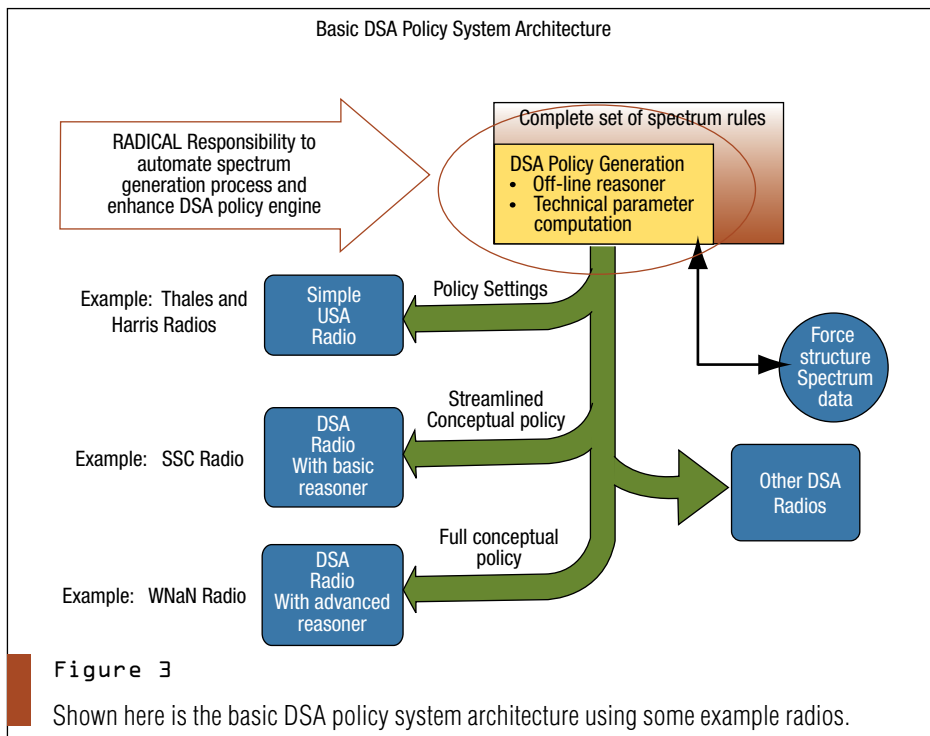 Basic DSA Policy System Architecture
RADICAL Responsibility to
automate spectrum
generation process and
enhance DSA policy engine
Complete set of spectrum rules
DSA Policy Generation
• Off-line reasoner
• Technical parameter
computation
Example: Thales and
Harris Radios
Simple
USA
Radio
Policy Settings
Force
structure
Spectrum
data
Example: SSC Radio
DSA
Radio
With basic
reasoner
Streamlined
Conceptual policy
Other DSA
Radios
Example: WNaN Radio
DSA
Radio
With advanced
reasoner
Full conceptual
policy
Figure 3
Shown here is the basic DSA policy system architecture using some example radios.